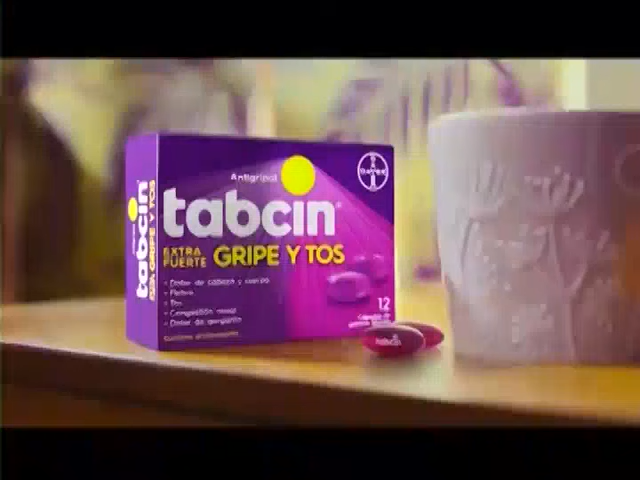 Antigripal
tabcin®
EXTRA
FUERTE
GRIPE Y TOS
BAYER
• Dolor de cabeza y cuerpo
• Fiebre
• Tos
• Congestión nasal
• Dolor de garganta
12
tabcin
GRIPE Y TOS
tabcin